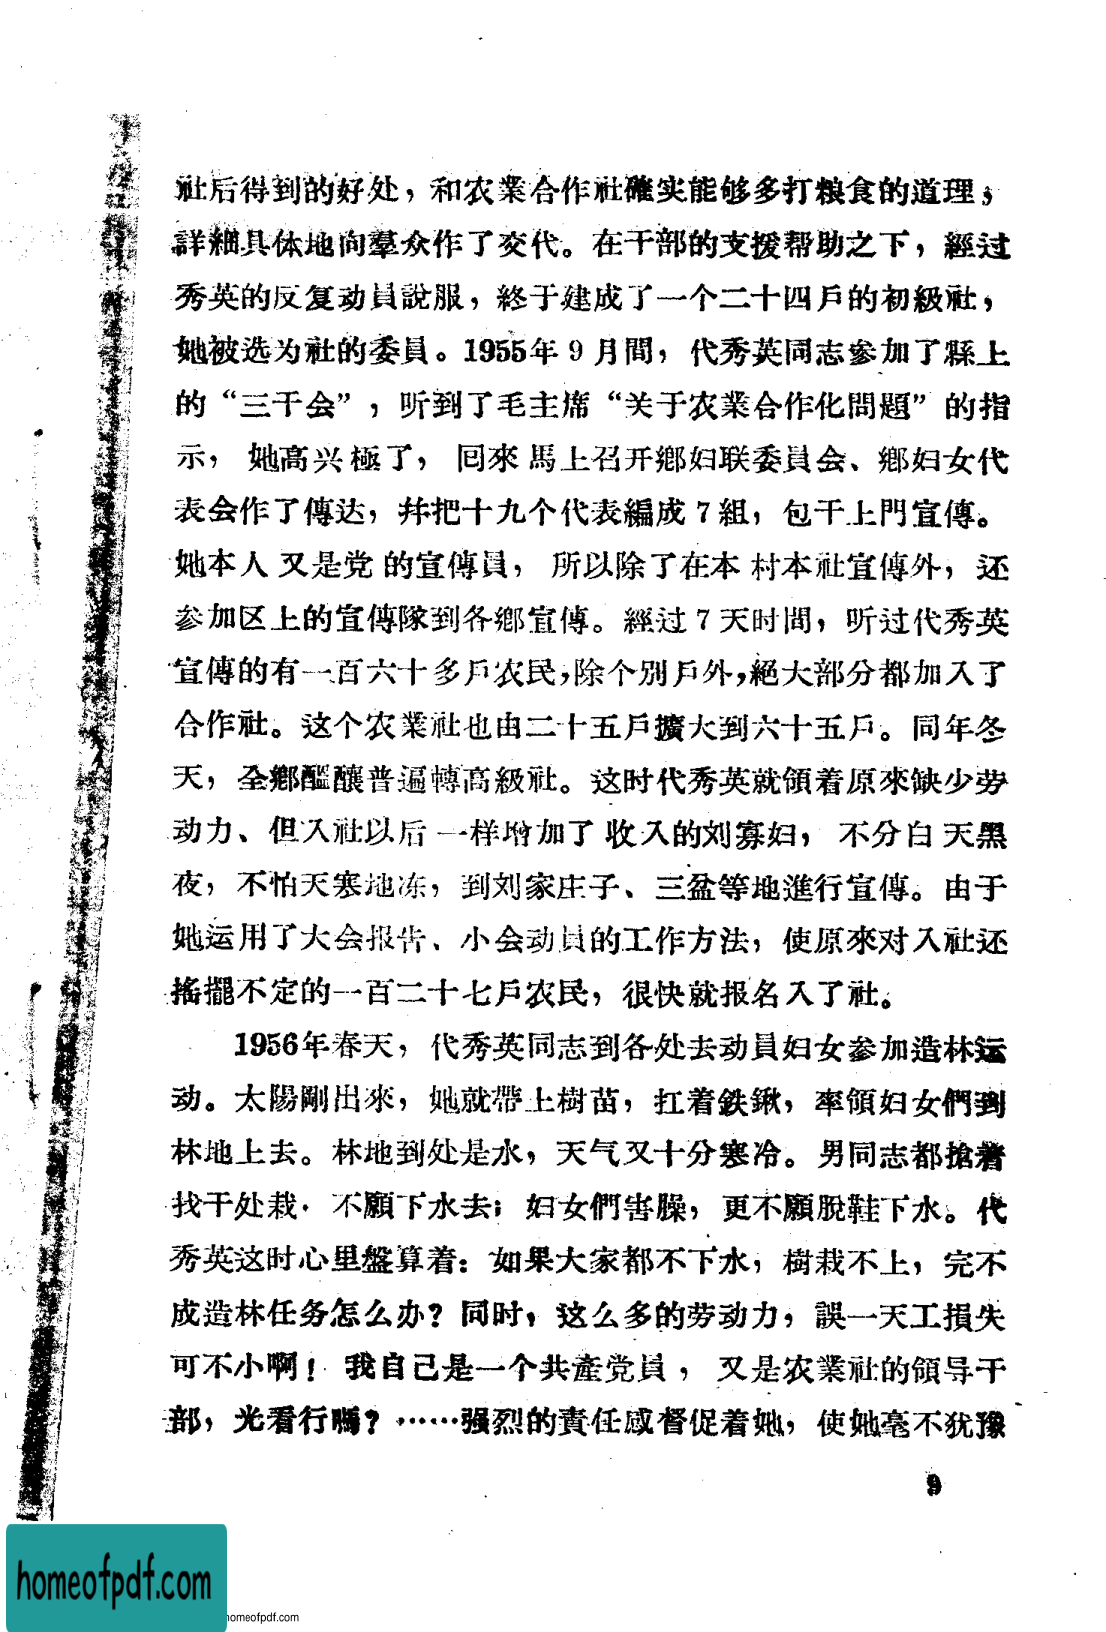 社后得到的好处，和农業合作社確实能够多打粮食的道理，
詳細具体地向羣众作了交代。在干部的支援帮助之下，經过
秀英的反复动員說服，終于建成了一个二十四戶的初級社，
她被选为社的委員。1955年9月間，代秀英同志參加了縣上
的“三干会”，听到了毛主席“关于农業合作化問題”的指
示，她高兴極了，回來馬上召开鄉妇联委員会、鄉妇女代
表会作了傳达，幷把十九个代表編成7組，包干上門宣傳。
她本人又是党的宣傳員，所以除了在本村本社宣傳外，还
参加区上的宣傳隊到各鄉宣傳。經过7天时間，听过代秀英
宣傳的有一百六十多戶农民，除个別戶外，絕大部分都加入了
合作社。这个农業社也由二十五戶擴大到六十五戶。同年冬
天，全鄉醞釀普逼轉高級社。这时代秀英就領着原來缺少劳
动力、但入社以后一样增加了收入的刘寡妇，不分白天黑
夜，不怕天寒地冻，到刘家庄子、三盆等地進行宣傳。由于
她运用了大会报告、小会动員的工作方法，使原來对入社还
搖擺不定的一百二十七戶农民，很快就报名入了社。
1956年春天，代秀英同志到各处去动員妇女参加造林运
动。太陽剛出來，她就帶上樹苗，扛着鉄鍬，率領妇女們到
林地上去。林地到处是水，天气又十分寒冷。男同志都搶着
找干处栽，不願下水去；妇女們害臊，更不願脫鞋下水。代
秀英这时心里盤算着：如果大家都不下水，樹栽不上，完不
成造林任务怎么办？同时，这么多的劳动力，誤一天工損失
可不小啊！我自己是一个共產党員，又是农業社的領导干
部，光看行嗎？……强烈的責任感督促着她，使她毫不犹豫
9
homeofpdf.com
homeofpdf.com